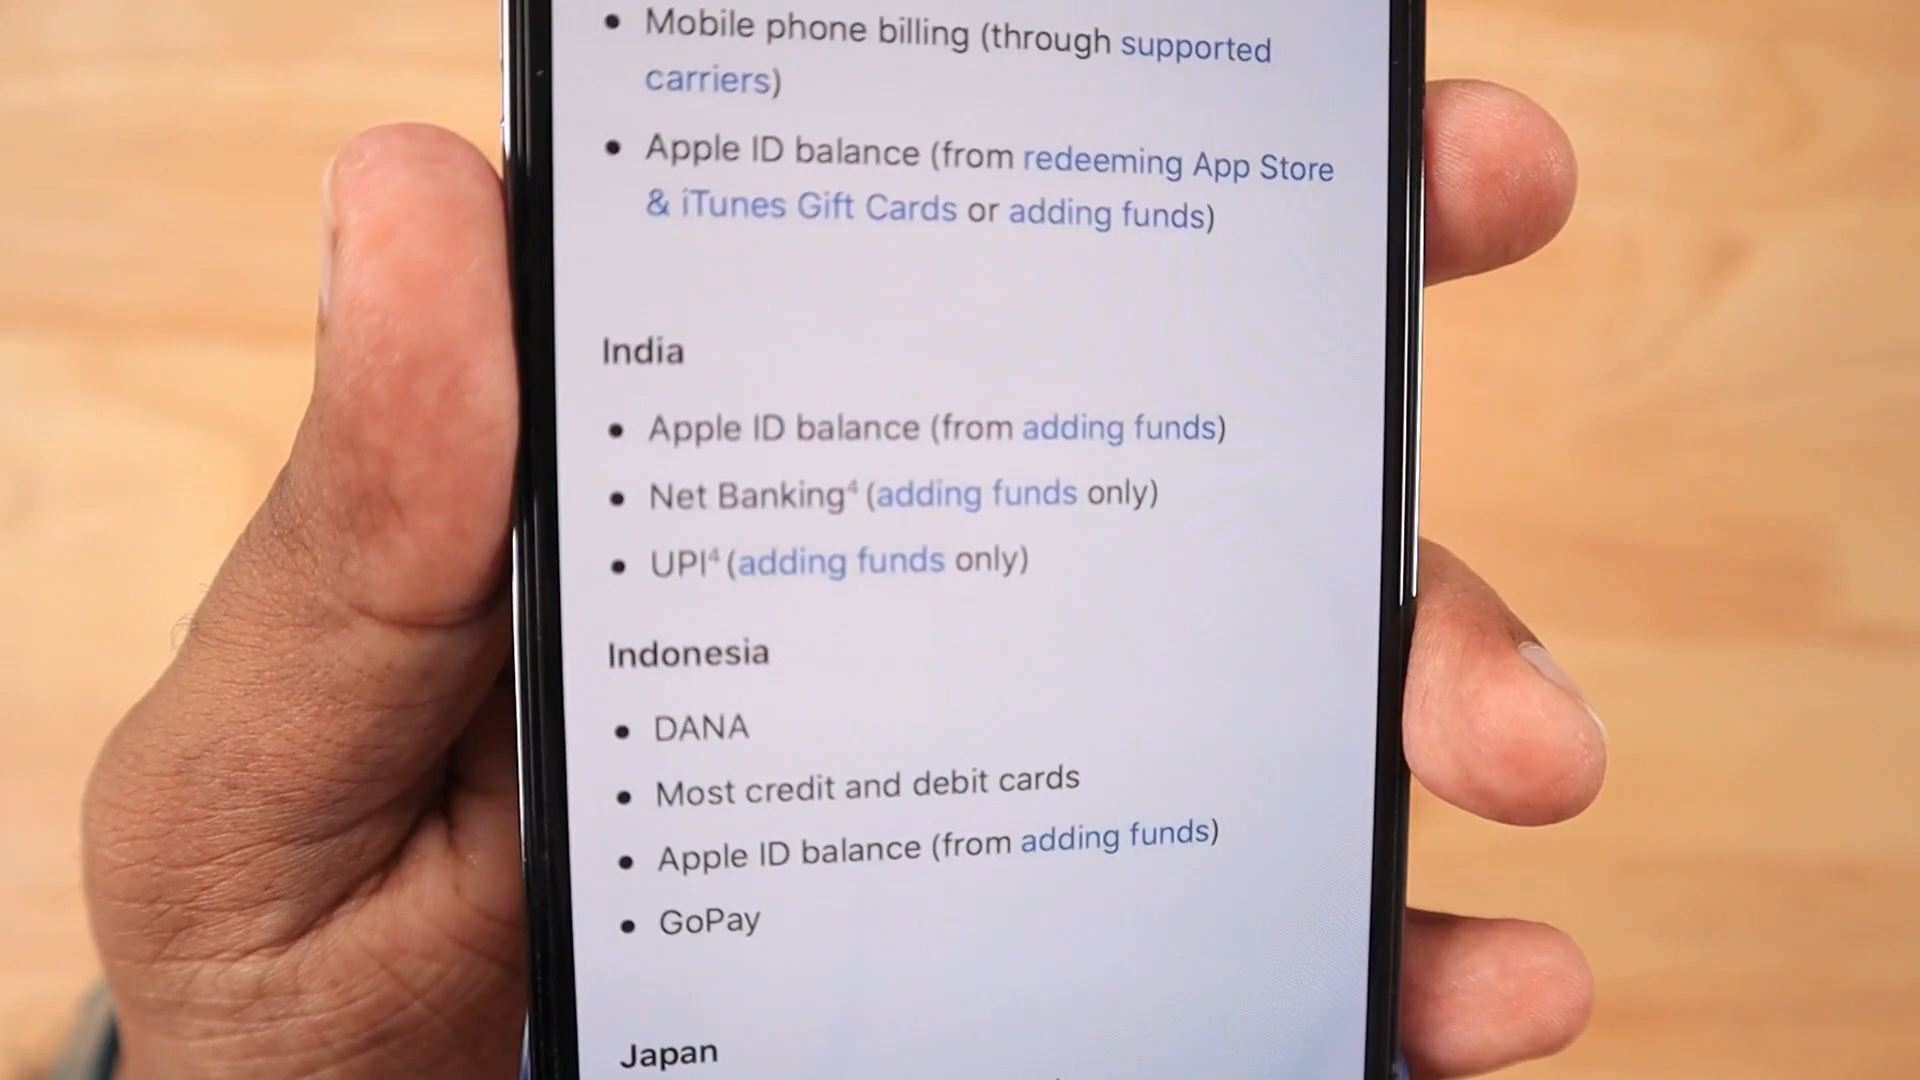 • Mobile phone billing (through supported
carriers)
• Apple ID balance (from redeeming App Store
& iTunes Gift Cards or adding funds)
India
• Apple ID balance (from adding funds)
• Net Banking⁴ (adding funds only)
• UPI⁴ (adding funds only)
Indonesia
• DANA
• Most credit and debit cards
• Apple ID balance (from adding funds)
• GoPay
Japan